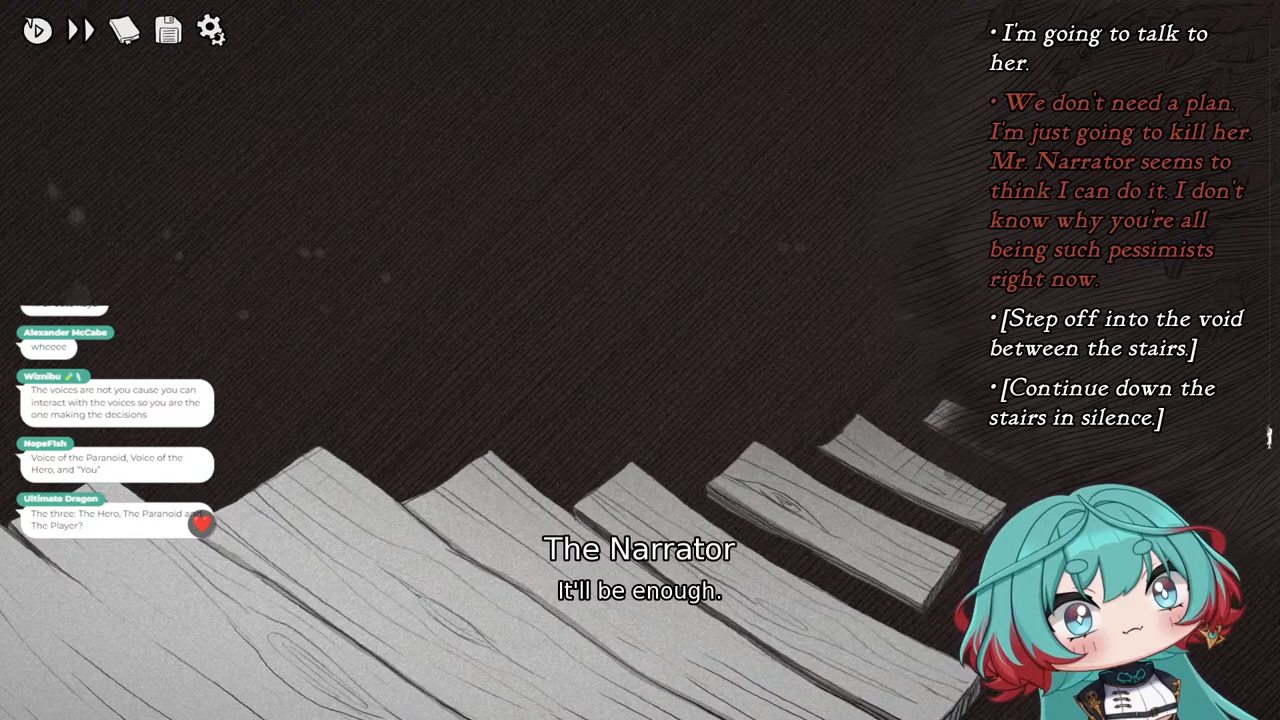 • I'm going to talk to
her.
• We don't need a plan.
I'm just going to kill her.
Mr. Narrator seems to
think I can do it. I don't
know why you're all
being such pessimists
right now.
• [Step off into the void
between the stairs.]
• [Continue down the
stairs in silence.]
Alexander McCabe
wheeee
Wiznibu
The voices are not you cause you can
interact with the voices so you are the
one making the decisions
NopeF1sh
Voice of the Paranoid, Voice of the
Hero, and "You"
Ultimate Dragon
The three: The Hero, The Paranoid and
The Player?
The Narrator
It'll be enough.